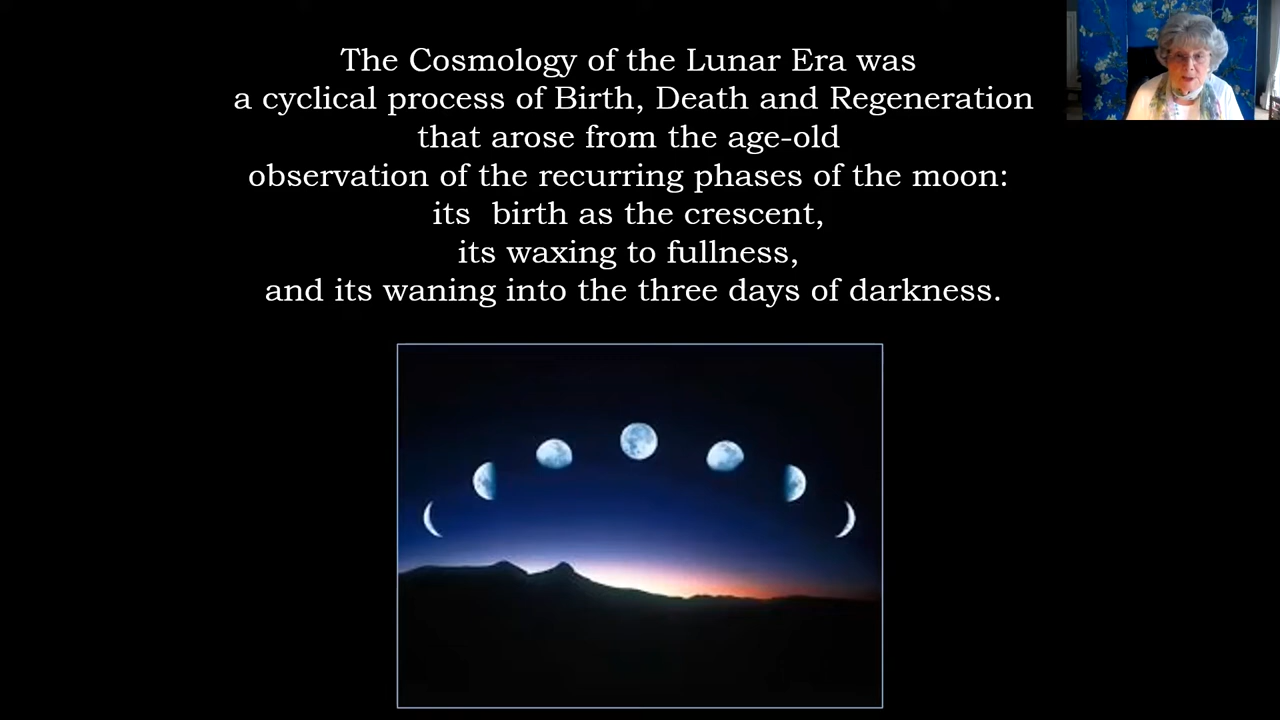 The Cosmology of the Lunar Era was
a cyclical process of Birth, Death and Regeneration
that arose from the age-old
observation of the recurring phases of the moon:
its birth as the crescent,
its waxing to fullness,
and its waning into the three days of darkness.